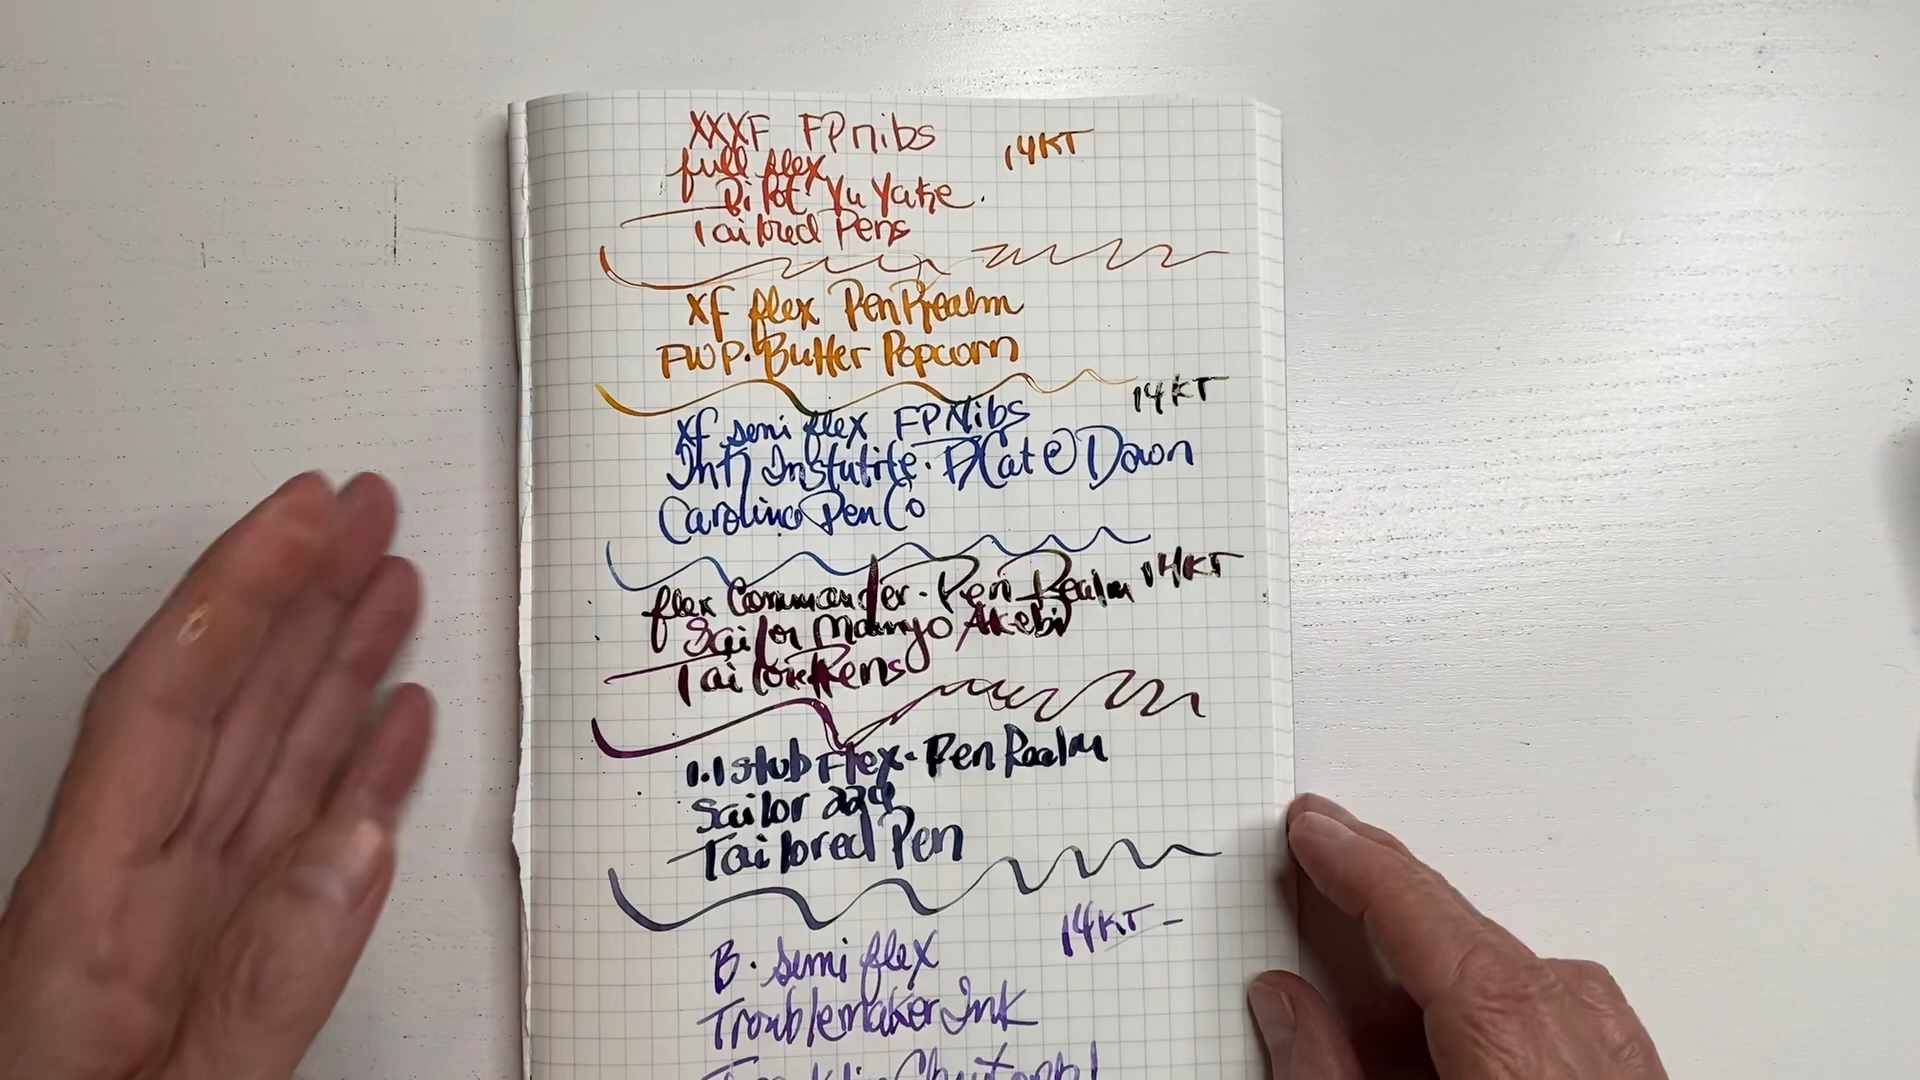 XXXF FPnibs 14KT
full flex
Pilot Yu Yake.
Tailored Pens
XF flex PenRealm
FWP. Butter Popcorn
14KT
XF semi flex FPNibs
Ink Instutite. Cat @ Dawn
Carolina Pen Co
flex Commander. Pen Realm 14KT
Sailor Manyo Akebi
Tailored Pens
1.1 stub Flex. Pen Realm
Sailor 224
Tailored Pen
14KT -
B. semi flex
Troublemaker Ink